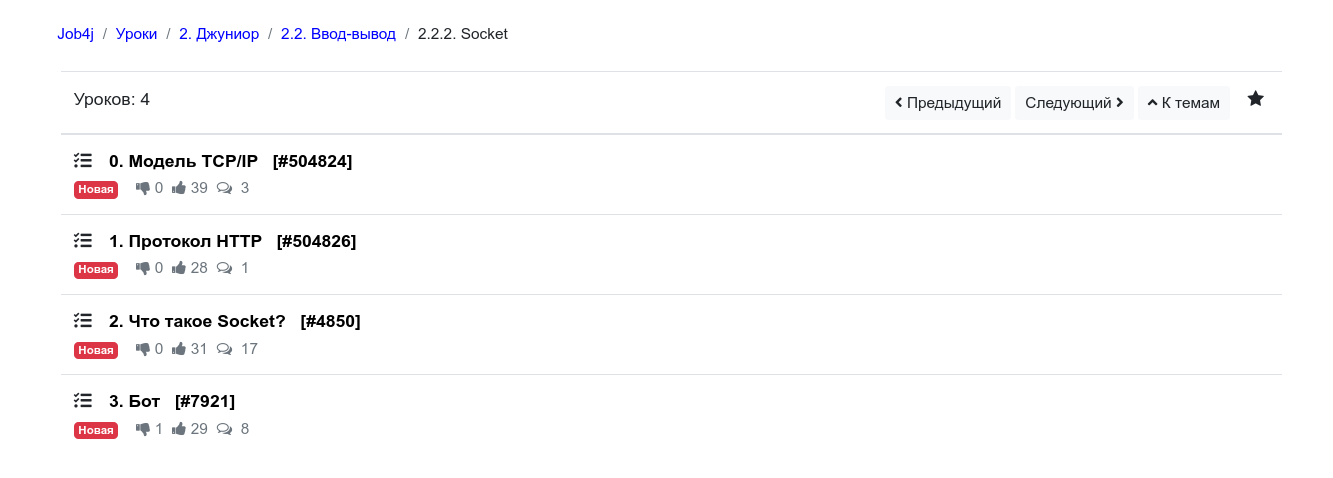 Job4j / Уроки / 2. Джуниор / 2.2. Ввод-вывод / 2.2.2. Socket
Уроков: 4 Предыдущий Следующий К темам
0. Модель TCP/IP [#504824]
Новая 0 39 3
1. Протокол HTTP [#504826]
Новая 0 28 1
2. Что такое Socket? [#4850]
Новая 0 31 17
3. Бот [#7921]
Новая 1 29 8